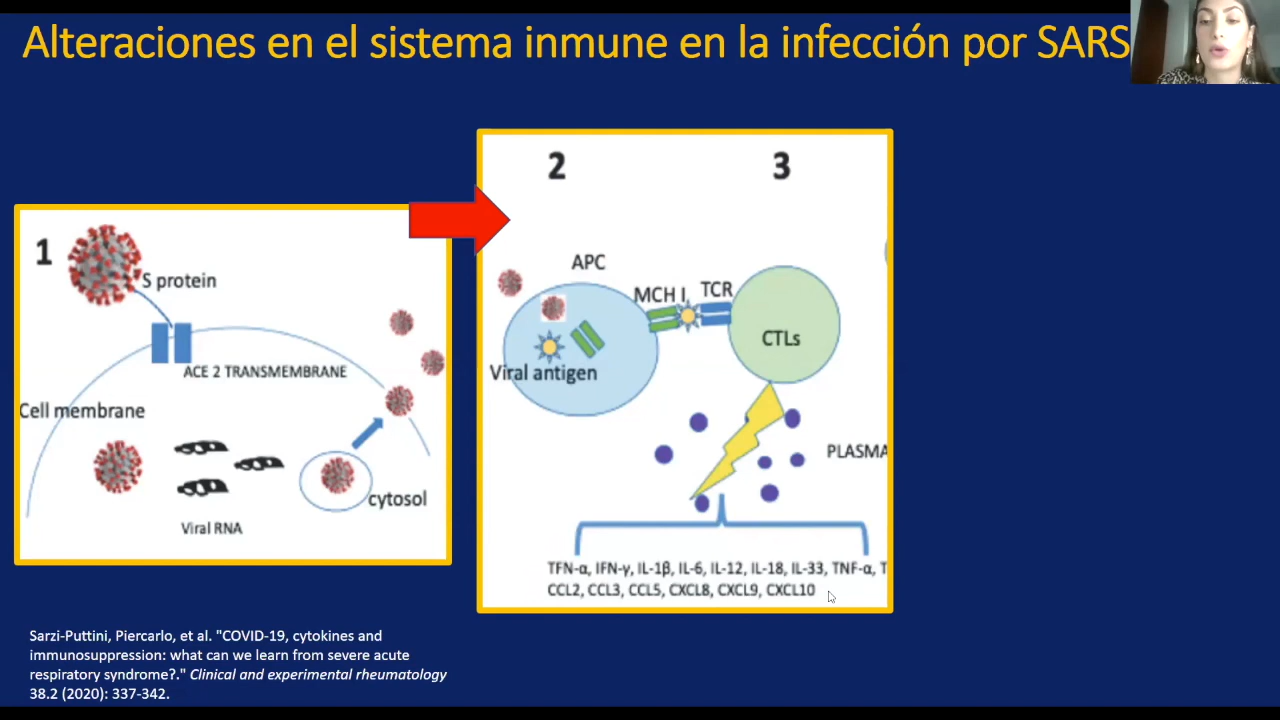 Alteraciones en el sistema inmune en la infección por SARS
1
S protein
ACE 2 TRANSMEMBRANE
Cell membrane
Viral RNA
cytosol
2
3
APC
MCH I
TCR
CTLs
Viral antigen
PLASMA
TFN-α, IFN-γ, IL-1β, IL-6, IL-12, IL-18, IL-33, TNF-α, T
CCL2, CCL3, CCL5, CXCL8, CXCL9, CXCL10
Sarzi-Puttini, Piercarlo, et al. "COVID-19, cytokines and
immunosuppression: what can we learn from severe acute
respiratory syndrome?." Clinical and experimental rheumatology
38.2 (2020): 337-342.